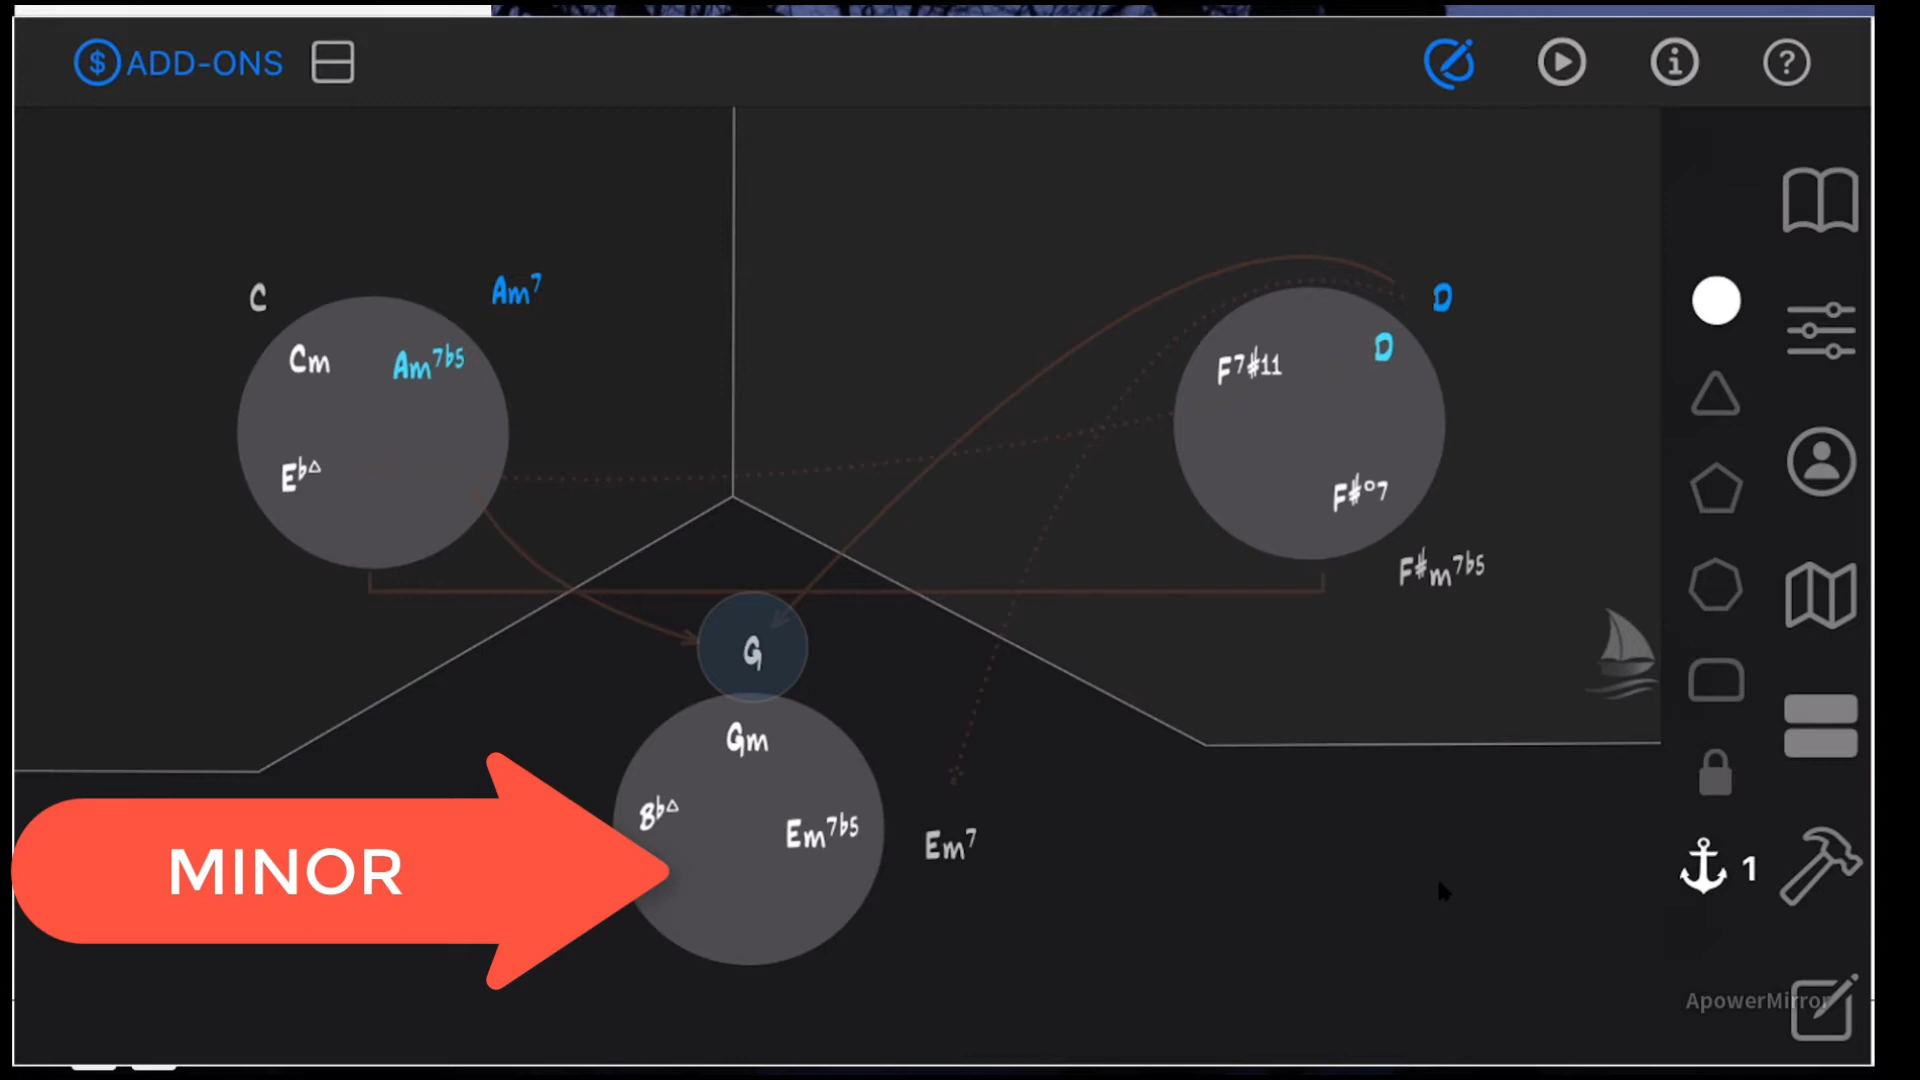 $ ADD-ONS
C
Am7
Cm
Am7b5
Eb△
D
D
F7#11
F#°7
F#m7b5
G
Gm
Bb△
Em7b5
Em7
MINOR
1
ApowerMirror